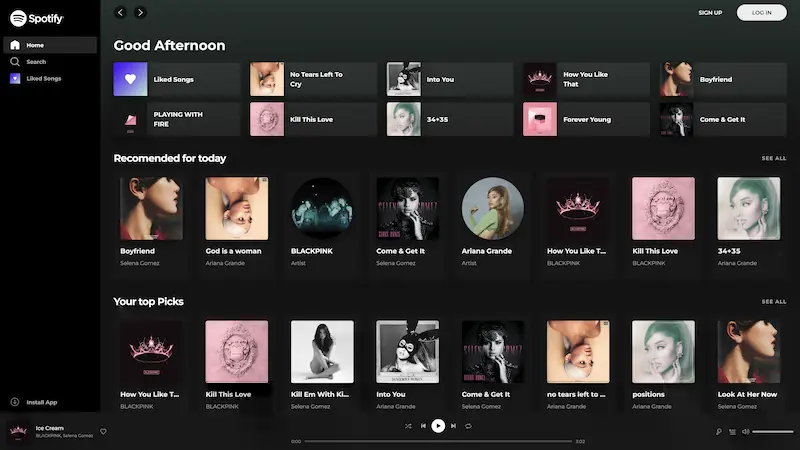 Spotify
SIGN UP
LOG IN
Home
Search
Liked Songs
Good Afternoon
Liked Songs
No Tears Left To
Cry
Into You
How You Like
That
Boyfriend
PLAYING WITH
FIRE
Kill This Love
34+35
Forever Young
Come & Get It
Recomended for today
SEE ALL
Boyfriend
Selena Gomez
God is a woman
Ariana Grande
BLACKPINK
Artist
Come & Get It
Selena Gomez
Ariana Grande
Artist
How You Like T...
BLACKPINK
Kill This Love
BLACKPINK
34+35
Ariana Grande
Your top Picks
SEE ALL
How You Like T...
BLACKPINK
Kill This Love
BLACKPINK
Kill Em With Ki...
Selena Gomez
Into You
Ariana Grande
Come & Get It
Selena Gomez
no tears left to ...
Ariana Grande
positions
Ariana Grande
Look At Her Now
Selena Gomez
Install App
Ice Cream
BLACKPINK, Selena Gomez
0:00
3:02